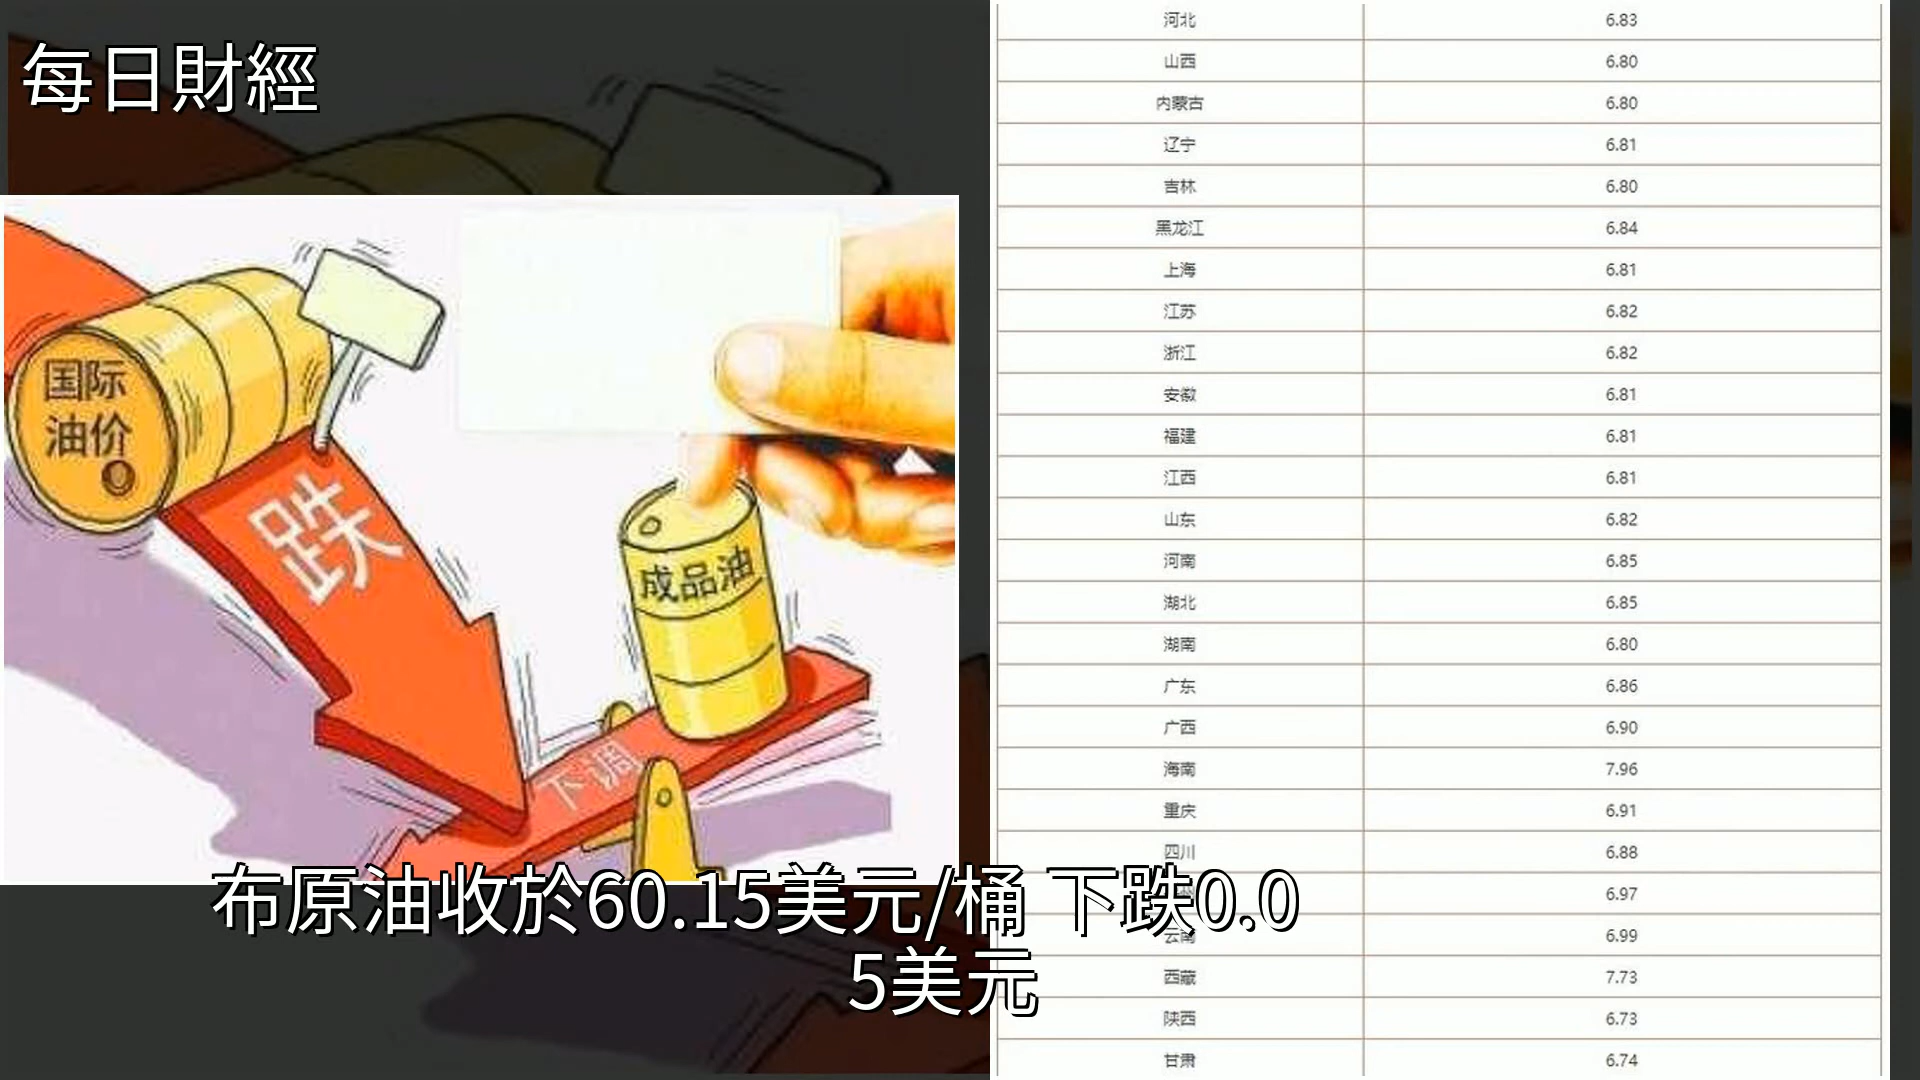 每日財經
国际
油价
跌
成品油
下调
河北 6.83
山西 6.80
内蒙古 6.80
辽宁 6.81
吉林 6.80
黑龙江 6.84
上海 6.81
江苏 6.82
浙江 6.82
安徽 6.81
福建 6.81
江西 6.81
山东 6.82
河南 6.85
湖北 6.85
湖南 6.80
广东 6.86
广西 6.90
海南 7.96
重庆 6.91
四川 6.88
6.97
云南 6.99
西藏 7.73
陕西 6.73
甘肃 6.74
布原油收於60.15美元/桶 下跌0.0
5美元